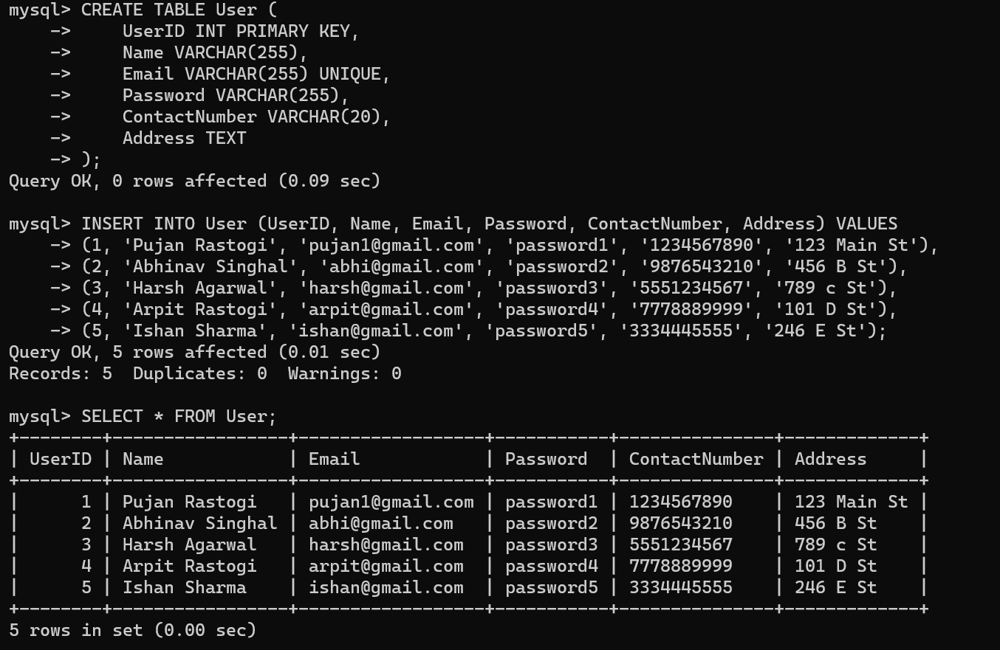 mysql> CREATE TABLE User (
    ->     UserID INT PRIMARY KEY,
    ->     Name VARCHAR(255),
    ->     Email VARCHAR(255) UNIQUE,
    ->     Password VARCHAR(255),
    ->     ContactNumber VARCHAR(20),
    ->     Address TEXT
    -> );
Query OK, 0 rows affected (0.09 sec)

mysql> INSERT INTO User (UserID, Name, Email, Password, ContactNumber, Address) VALUES
    -> (1, 'Pujan Rastogi', 'pujan1@gmail.com', 'password1', '1234567890', '123 Main St'),
    -> (2, 'Abhinav Singhal', 'abhi@gmail.com', 'password2', '9876543210', '456 B St'),
    -> (3, 'Harsh Agarwal', 'harsh@gmail.com', 'password3', '5551234567', '789 c St'),
    -> (4, 'Arpit Rastogi', 'arpit@gmail.com', 'password4', '7778889999', '101 D St'),
    -> (5, 'Ishan Sharma', 'ishan@gmail.com', 'password5', '3334445555', '246 E St');
Query OK, 5 rows affected (0.01 sec)
Records: 5  Duplicates: 0  Warnings: 0

mysql> SELECT * FROM User;
+--------+-----------------+------------------+-----------+---------------+-------------+
| UserID | Name            | Email            | Password  | ContactNumber | Address     |
+--------+-----------------+------------------+-----------+---------------+-------------+
|      1 | Pujan Rastogi   | pujan1@gmail.com | password1 | 1234567890    | 123 Main St |
|      2 | Abhinav Singhal | abhi@gmail.com   | password2 | 9876543210    | 456 B St    |
|      3 | Harsh Agarwal   | harsh@gmail.com  | password3 | 5551234567    | 789 c St    |
|      4 | Arpit Rastogi   | arpit@gmail.com  | password4 | 7778889999    | 101 D St    |
|      5 | Ishan Sharma    | ishan@gmail.com  | password5 | 3334445555    | 246 E St    |
+--------+-----------------+------------------+-----------+---------------+-------------+
5 rows in set (0.00 sec)